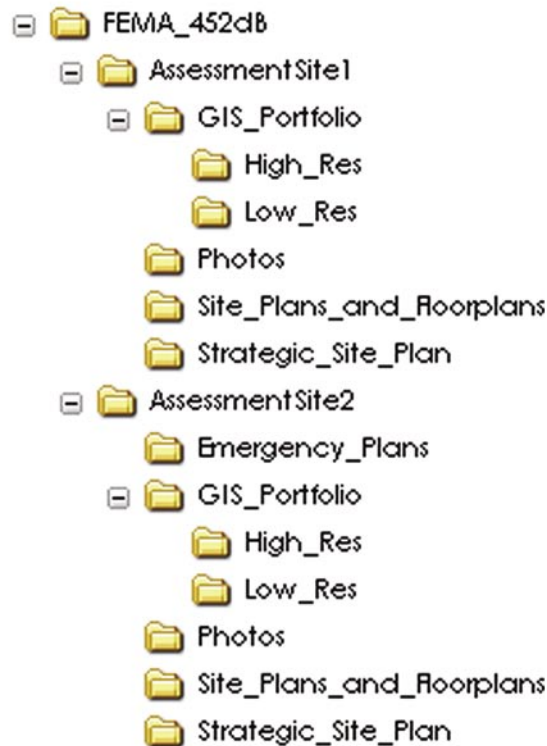 FEMA_452dB
AssessmentSite1
GIS_Portfolio
High_Res
Low_Res
Photos
Site_Plans_and_Floorplans
Strategic_Site_Plan
AssessmentSite2
Emergency_Plans
GIS_Portfolio
High_Res
Low_Res
Photos
Site_Plans_and_Floorplans
Strategic_Site_Plan